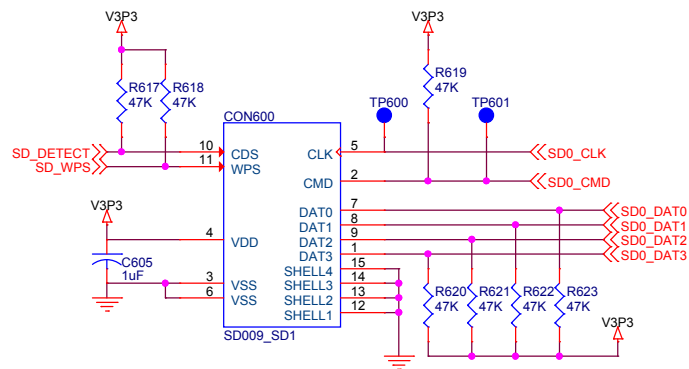 V3P3
V3P3
R617
47K
R618
47K
R619
47K
TP600
TP601
CON600
SD_DETECT
10
CDS
CLK
5
SD0_CLK
SD_WPS
11
WPS
CMD
2
SD0_CMD
DAT0
7
SD0_DAT0
V3P3
DAT1
8
SD0_DAT1
4
VDD
DAT2
9
SD0_DAT2
DAT3
1
SD0_DAT3
C605
1uF
SHELL4
15
3
VSS
SHELL3
14
6
VSS
SHELL2
13
SHELL1
12
R620
47K
R621
47K
R622
47K
R623
47K
SD009_SD1
V3P3